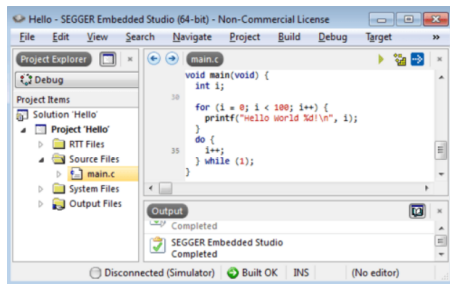 Hello - SEGGER Embedded Studio (64-bit) - Non-Commercial License
File Edit View Search Navigate Project Build Debug Target »
Project Explorer
Debug
Project Items
Solution 'Hello'
Project 'Hello'
RTT Files
Source Files
main.c
System Files
Output Files
main.c
void main(void) {
int i;
30
for (i = 0; i < 100; i++) {
printf("Hello World %d!\n", i);
}
do {
35 i++;
} while (1);
}
Output
Completed
SEGGER Embedded Studio
Completed
Disconnected (Simulator) Built OK INS (No editor)